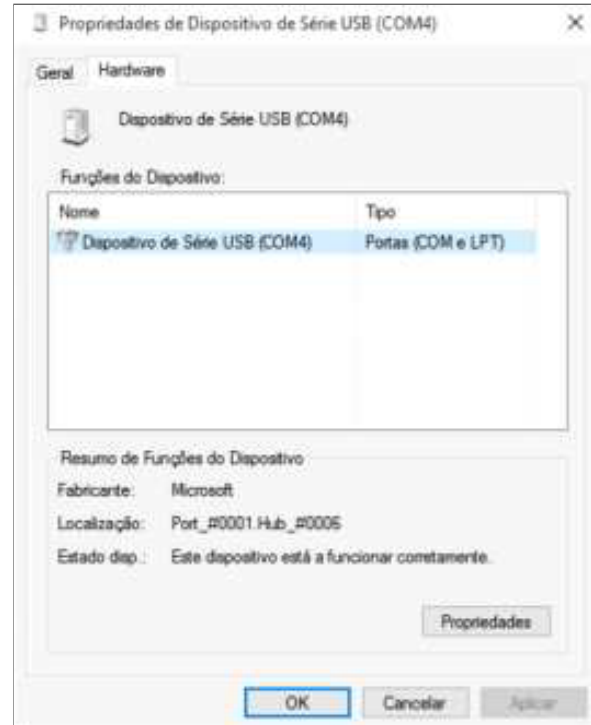 Propriedades de Dispositivo de Série USB (COM4)
Geral Hardware
Dispositivo de Série USB (COM4)
Funções do Dispositivo:
Nome Tipo
Dispositivo de Série USB (COM4) Portas (COM e LPT)
Resumo de Funções do Dispositivo
Fabricante: Microsoft
Localização: Port_#0001.Hub_#0006
Estado disp.: Este dispositivo está a funcionar corretamente.
Propriedades
OK Cancelar Aplicar